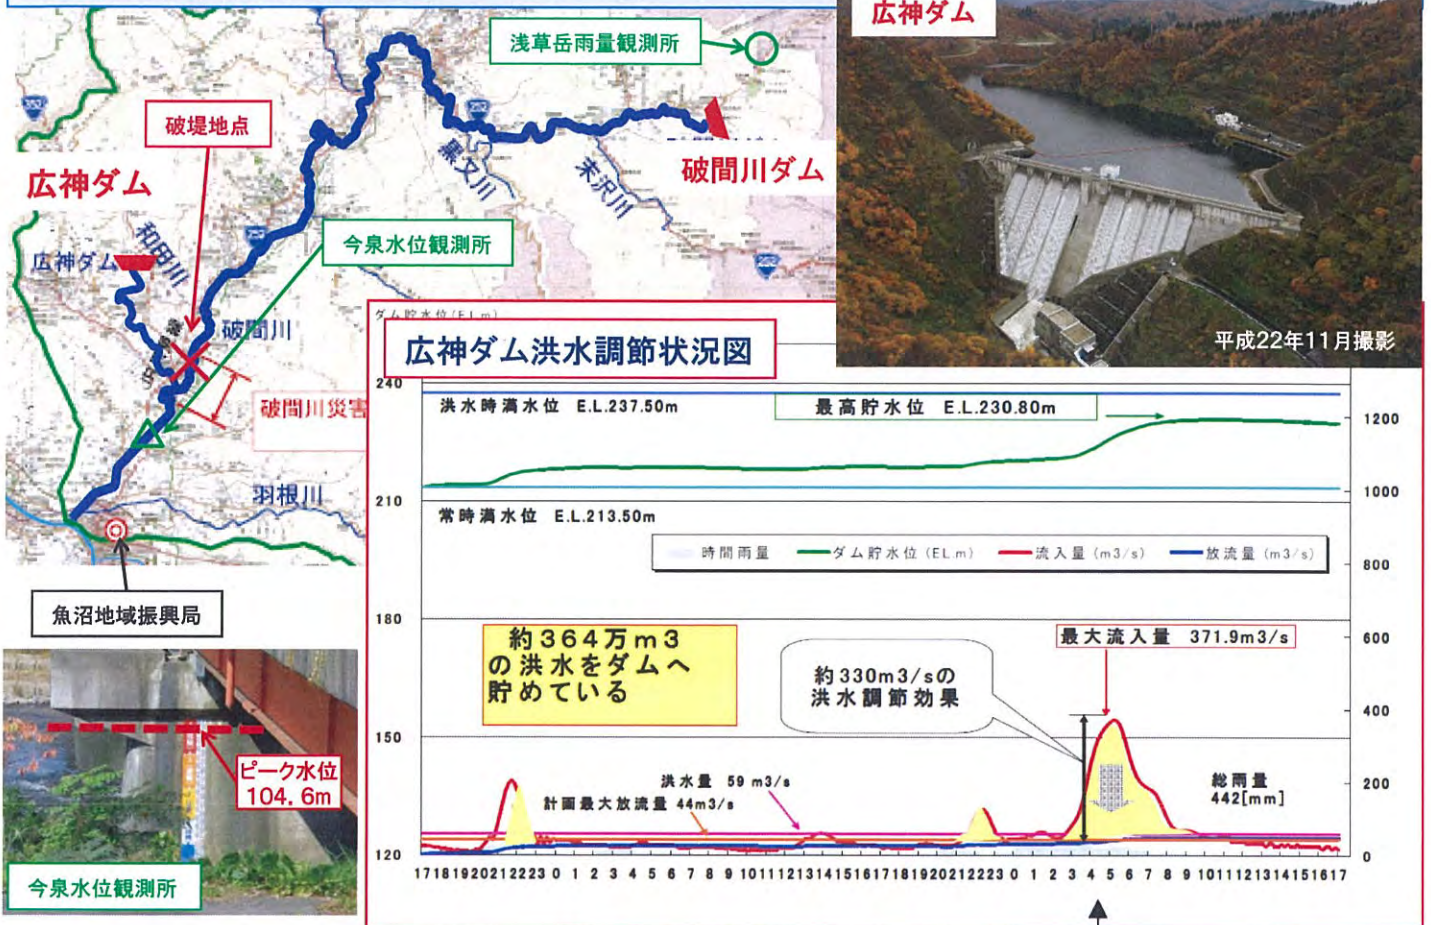 浅草岳雨量観測所
広神ダム
352
破堤地点
252
広神ダム
黒又川
末沢川
破間川ダム
今泉水位観測所
252
252
和田川
広神ダム
破間川
破間川災害
羽根川
魚沼地域振興局
平成22年11月撮影
ダム貯水位(EL.m)
広神ダム洪水調節状況図
240
洪水時満水位 E.L.237.50m
最高貯水位 E.L.230.80m
1200
210
1000
常時満水位 E.L.213.50m
時間雨量 ダム貯水位(EL.m) 流入量(m3/s) 放流量(m3/s)
800
180
600
約364万m3
の洪水をダムへ
貯めている
最大流入量 371.9m3/s
約330m3/sの
洪水調節効果
400
150
洪水量 59 m3/s
計画最大放流量 44m3/s
総雨量
442[mm]
200
120
0
17 18 19 20 21 22 23 0 1 2 3 4 5 6 7 8 9 10 11 12 13 14 15 16 17 18 19 20 21 22 23 0 1 2 3 4 5 6 7 8 9 10 11 12 13 14 15 16 17
ピーク水位
104.6m
今泉水位観測所